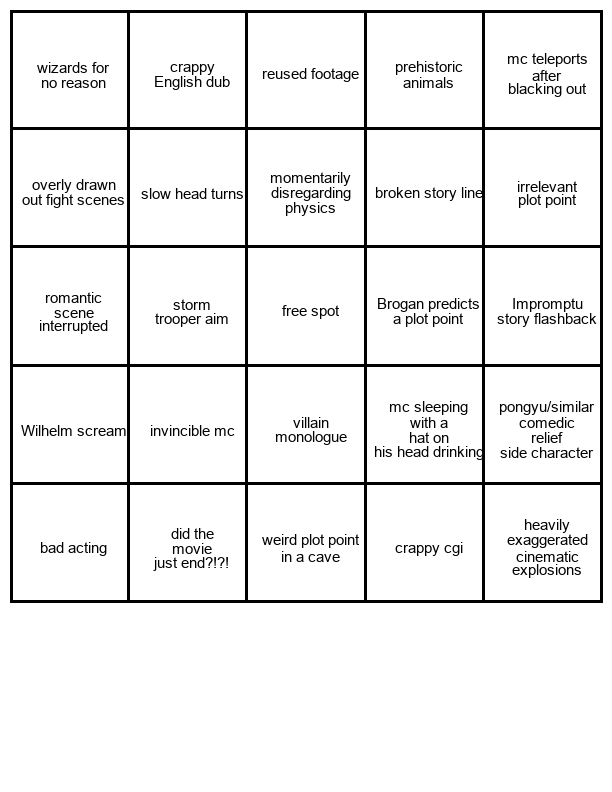 wizards for
no reason
crappy
English dub
reused footage
prehistoric
animals
mc teleports
after
blacking out
overly drawn
out fight scenes
slow head turns
momentarily
disregarding
physics
broken story line
irrelevant
plot point
romantic
scene
interrupted
storm
trooper aim
free spot
Brogan predicts
a plot point
Impromptu
story flashback
Wilhelm scream
invincible mc
villain
monologue
mc sleeping
with a
hat on
his head drinking
pongyu/similar
comedic
relief
side character
bad acting
did the
movie
just end?!?!
weird plot point
in a cave
crappy cgi
heavily
exaggerated
cinematic
explosions